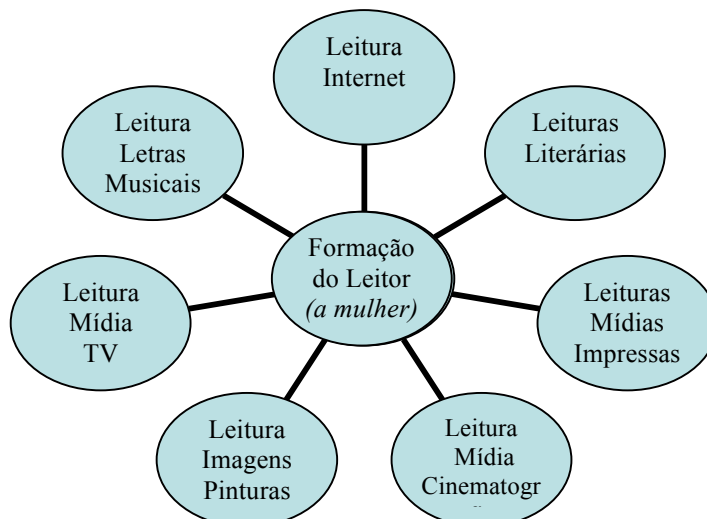 Leitura
Internet
Leituras
Literárias
Leituras
Mídias
Impressas
Leitura
Mídia
Cinematogr
Leitura
Imagens
Pinturas
Leitura
Mídia
TV
Leitura
Letras
Musicais
Formação
do Leitor
(a mulher)